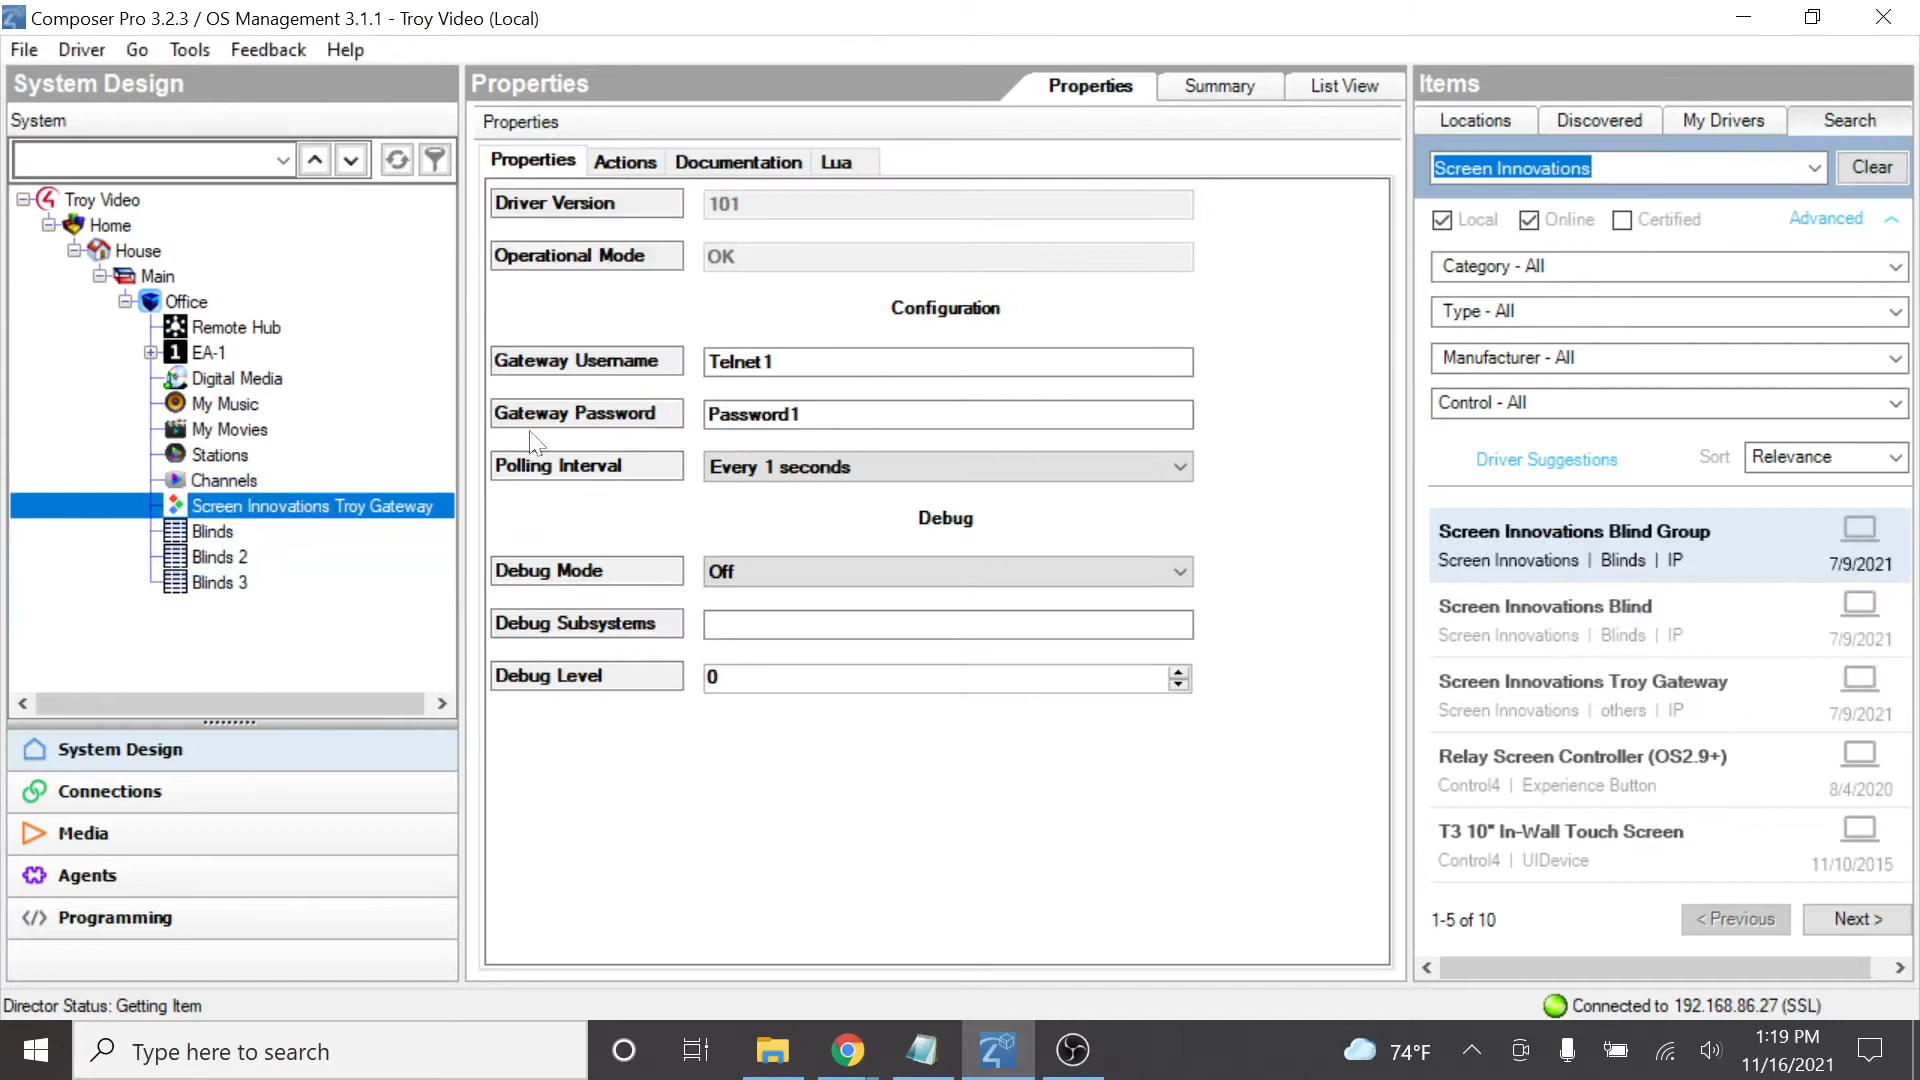 Composer Pro 3.2.3 / OS Management 3.1.1 - Troy Video (Local)
File Driver Go Tools Feedback Help
System Design
System
Troy Video
Home
House
Main
Office
Remote Hub
1 EA-1
Digital Media
My Music
My Movies
Stations
Channels
Screen Innovations Troy Gateway
Blinds
Blinds 2
Blinds 3
System Design
Connections
Media
Agents
Programming
Properties
Properties Summary List View
Properties
Properties Actions Documentation Lua
Driver Version 101
Operational Mode OK
Configuration
Gateway Username Telnet1
Gateway Password Password1
Polling Interval Every 1 seconds
Debug
Debug Mode Off
Debug Subsystems
Debug Level 0
Items
Locations Discovered My Drivers Search
Screen Innovations Clear
Local Online Certified Advanced
Category - All
Type - All
Manufacturer - All
Control - All
Driver Suggestions Sort Relevance
Screen Innovations Blind Group
Screen Innovations | Blinds | IP 7/9/2021
Screen Innovations Blind
Screen Innovations | Blinds | IP 7/9/2021
Screen Innovations Troy Gateway
Screen Innovations | others | IP 7/9/2021
Relay Screen Controller (OS2.9+)
Control4 | Experience Button 8/4/2020
T3 10" In-Wall Touch Screen
Control4 | UIDevice 11/10/2015
1-5 of 10 < Previous Next >
Director Status: Getting Item Connected to 192.168.86.27 (SSL)
Type here to search 74°F 1:19 PM
11/16/2021